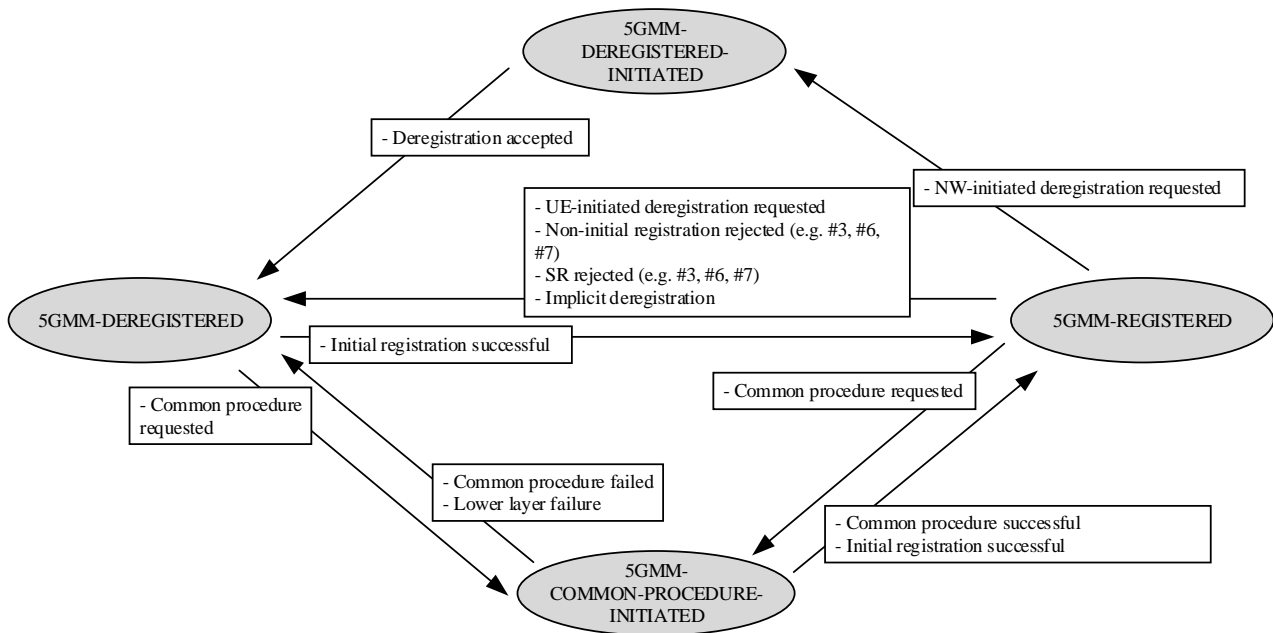 5GMM-
DEREGISTERED-
INITIATED
- Deregistration accepted
- NW-initiated deregistration requested
- UE-initiated deregistration requested
- Non-initial registration rejected (e.g. #3, #6,
#7)
- SR rejected (e.g. #3, #6, #7)
- Implicit deregistration
5GMM-DEREGISTERED
5GMM-REGISTERED
- Initial registration successful
- Common procedure
requested
- Common procedure requested
- Common procedure failed
- Lower layer failure
- Common procedure successful
- Initial registration successful
5GMM-
COMMON-PROCEDURE-
INITIATED